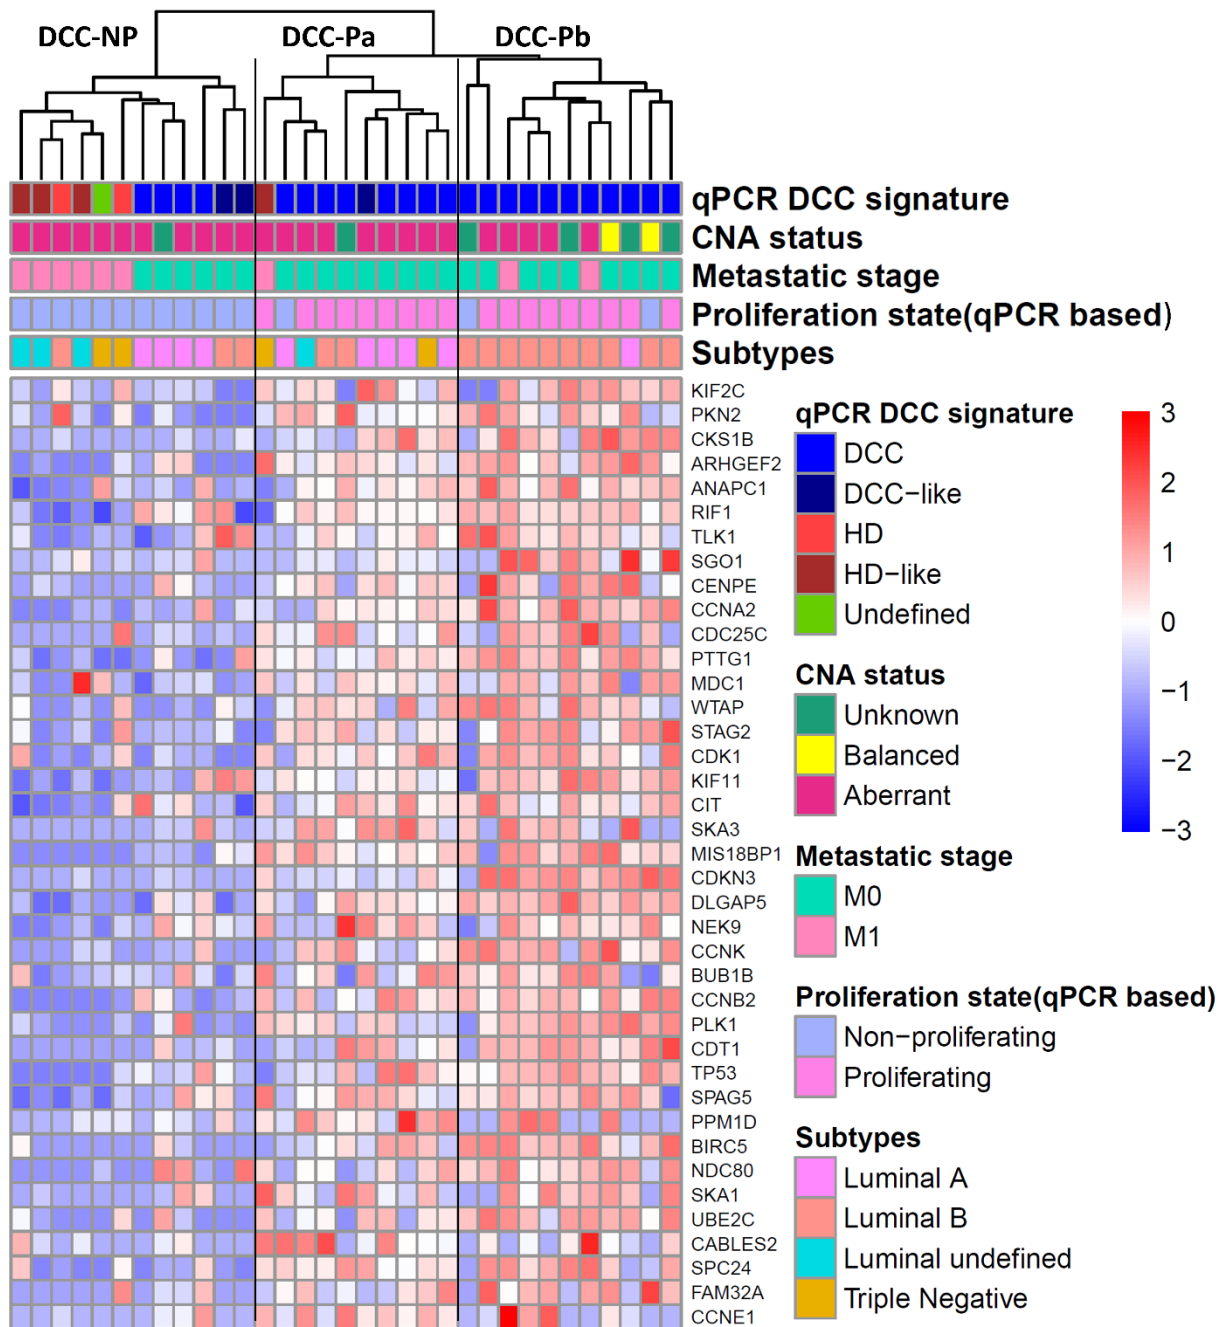 DCC-NP DCC-Pa DCC-Pb
qPCR DCC signature
CNA status
Metastatic stage
Proliferation state(qPCR based)
Subtypes
KIF2C
PKN2
CKS1B
ARHGEF2
ANAPC1
RIF1
TLK1
SGO1
CENPE
CCNA2
CDC25C
PTTG1
MDC1
WTAP
STAG2
CDK1
KIF11
CIT
SKA3
MIS18BP1
CDKN3
DLGAP5
NEK9
CCNK
BUB1B
CCNB2
PLK1
CDT1
TP53
SPAG5
PPM1D
BIRC5
NDC80
SKA1
UBE2C
CABLES2
SPC24
FAM32A
CCNE1
qPCR DCC signature
DCC
DCC−like
HD
HD−like
Undefined
CNA status
Unknown
Balanced
Aberrant
Metastatic stage
M0
M1
Proliferation state(qPCR based)
Non−proliferating
Proliferating
Subtypes
Luminal A
Luminal B
Luminal undefined
Triple Negative
3
2
1
0
−1
−2
−3